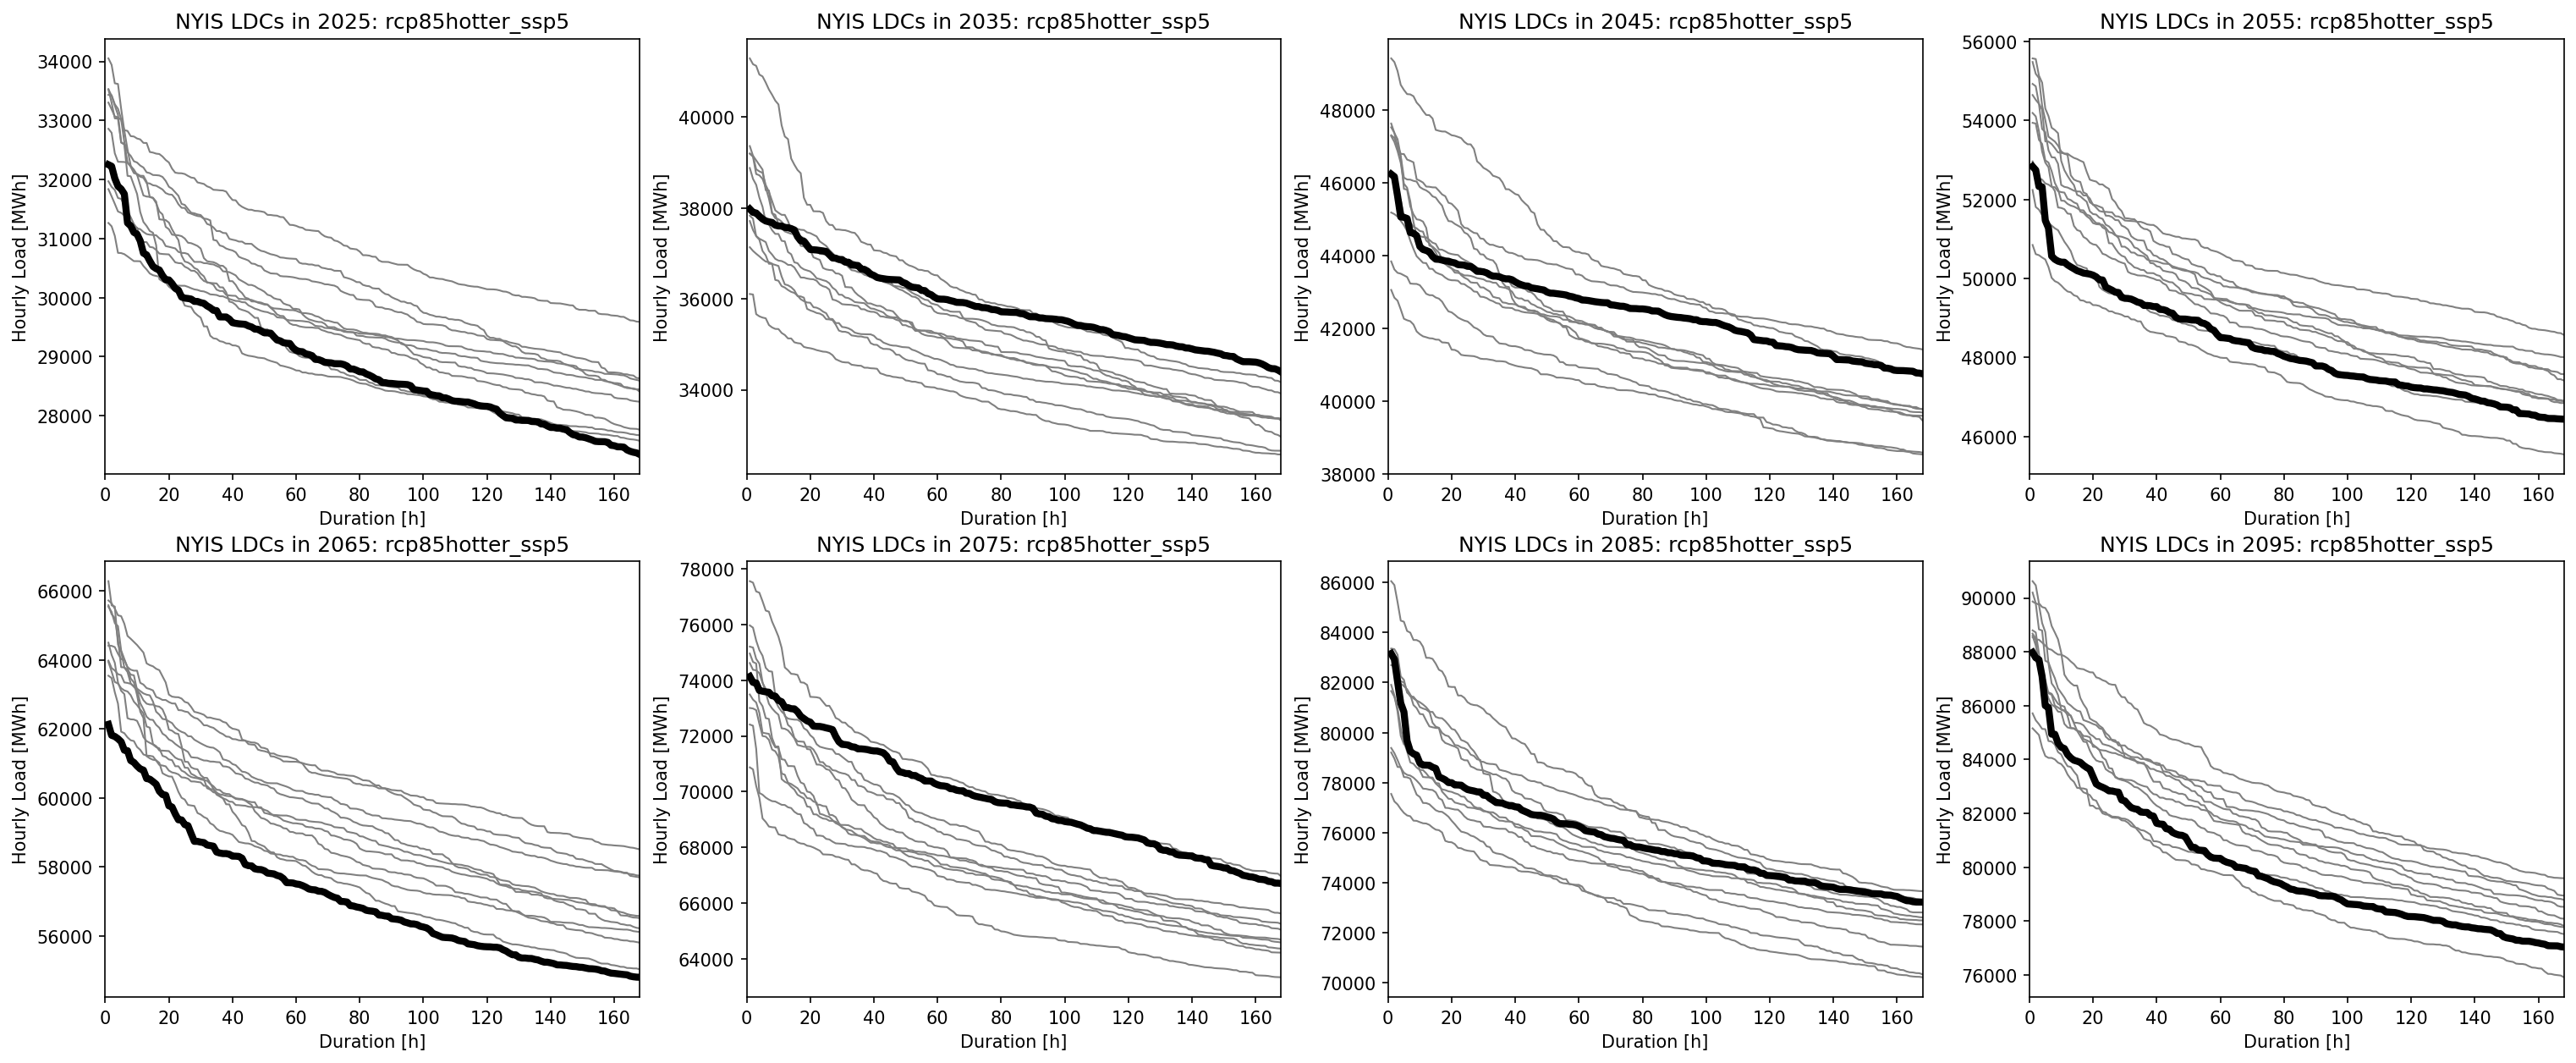 NYIS LDCs in 2025: rcp85hotter_ssp5
Hourly Load [MWh]
34000
33000
32000
31000
30000
29000
28000
0 20 40 60 80 100 120 140 160
Duration [h]
NYIS LDCs in 2035: rcp85hotter_ssp5
Hourly Load [MWh]
40000
38000
36000
34000
0 20 40 60 80 100 120 140 160
Duration [h]
NYIS LDCs in 2045: rcp85hotter_ssp5
Hourly Load [MWh]
48000
46000
44000
42000
40000
38000
0 20 40 60 80 100 120 140 160
Duration [h]
NYIS LDCs in 2055: rcp85hotter_ssp5
Hourly Load [MWh]
56000
54000
52000
50000
48000
46000
0 20 40 60 80 100 120 140 160
Duration [h]
NYIS LDCs in 2065: rcp85hotter_ssp5
Hourly Load [MWh]
66000
64000
62000
60000
58000
56000
0 20 40 60 80 100 120 140 160
Duration [h]
NYIS LDCs in 2075: rcp85hotter_ssp5
Hourly Load [MWh]
78000
76000
74000
72000
70000
68000
66000
64000
0 20 40 60 80 100 120 140 160
Duration [h]
NYIS LDCs in 2085: rcp85hotter_ssp5
Hourly Load [MWh]
86000
84000
82000
80000
78000
76000
74000
72000
70000
0 20 40 60 80 100 120 140 160
Duration [h]
NYIS LDCs in 2095: rcp85hotter_ssp5
Hourly Load [MWh]
90000
88000
86000
84000
82000
80000
78000
76000
0 20 40 60 80 100 120 140 160
Duration [h]